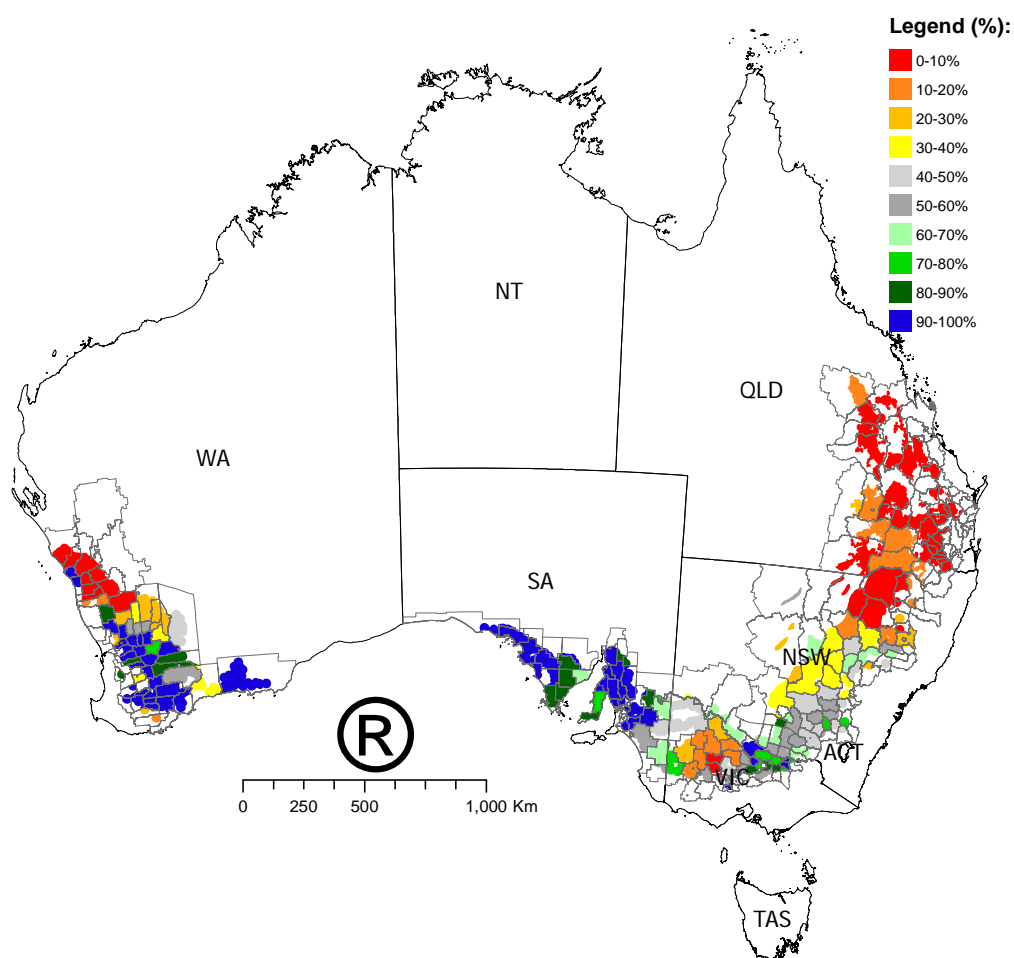 Legend (%):
0-10%
10-20%
20-30%
30-40%
40-50%
50-60%
60-70%
70-80%
80-90%
90-100%
NT
QLD
WA
SA
NSW
®
ACT
VIC
0 250 500 1,000 Km
TAS